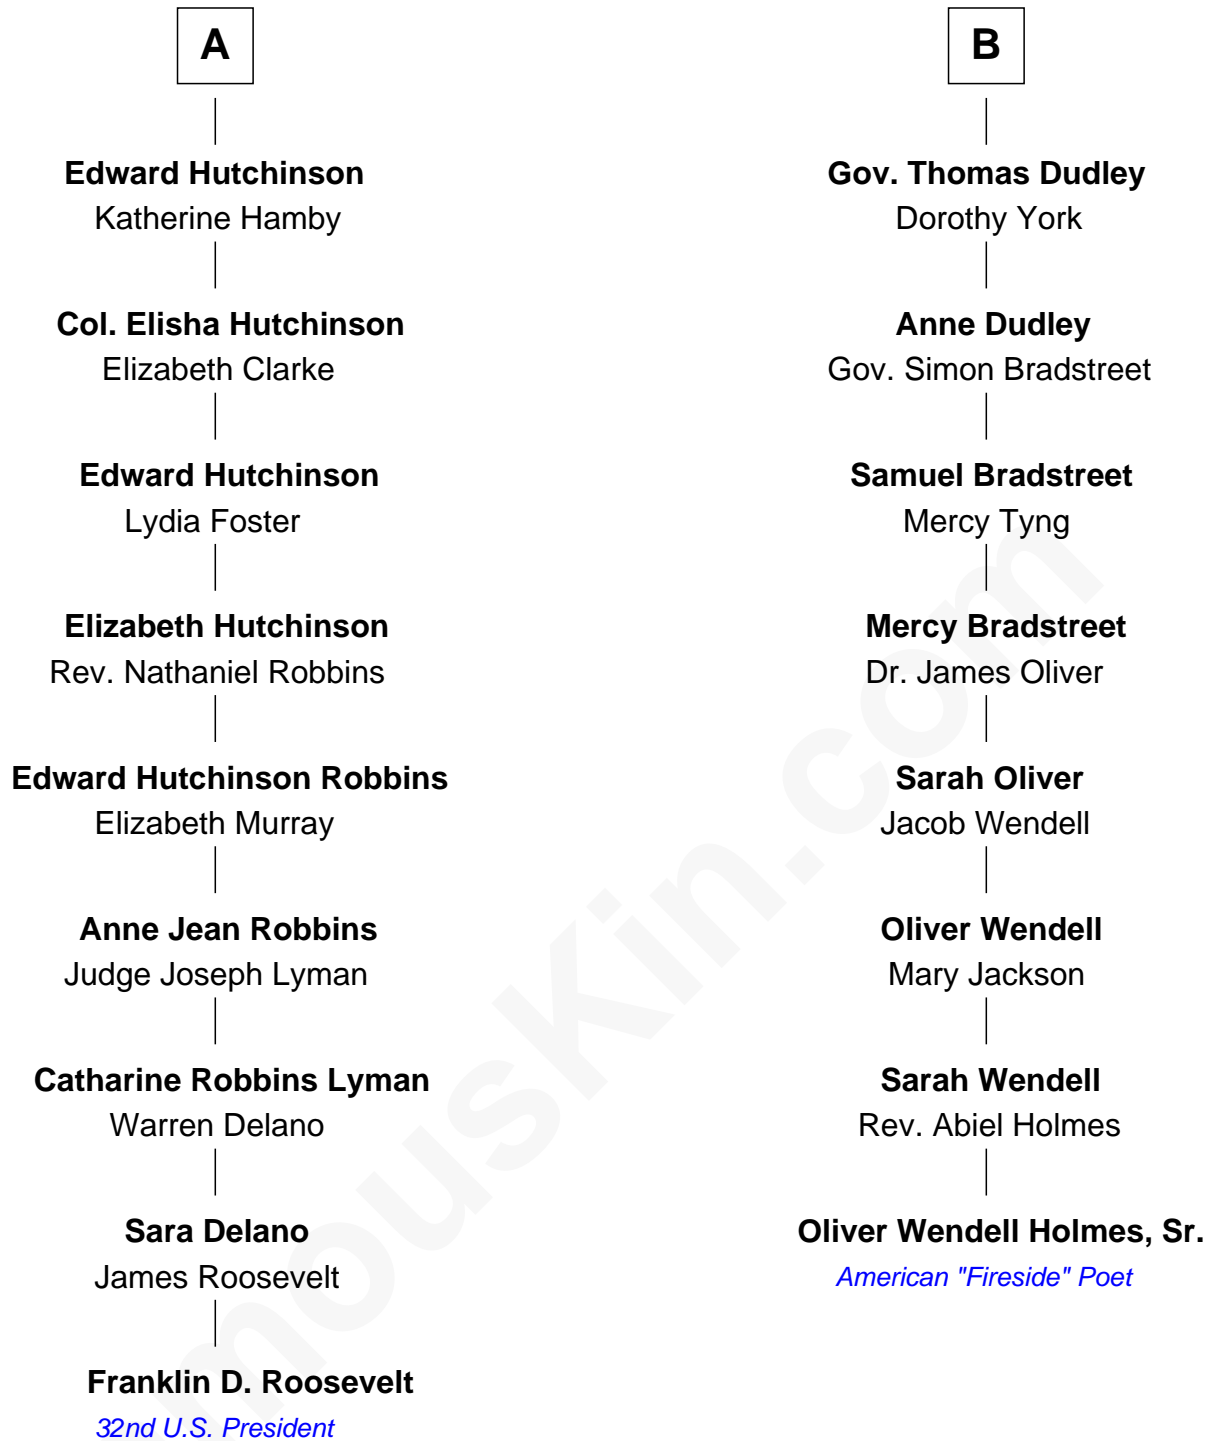 A
Edward Hutchinson
Katherine Hamby
Col. Elisha Hutchinson
Elizabeth Clarke
Edward Hutchinson
Lydia Foster
Elizabeth Hutchinson
Rev. Nathaniel Robbins
Edward Hutchinson Robbins
Elizabeth Murray
Anne Jean Robbins
Judge Joseph Lyman
Catharine Robbins Lyman
Warren Delano
Sara Delano
James Roosevelt
Franklin D. Roosevelt
32nd U.S. President
B
Gov. Thomas Dudley
Dorothy York
Anne Dudley
Gov. Simon Bradstreet
Samuel Bradstreet
Mercy Tyng
Mercy Bradstreet
Dr. James Oliver
Sarah Oliver
Jacob Wendell
Oliver Wendell
Mary Jackson
Sarah Wendell
Rev. Abiel Holmes
Oliver Wendell Holmes, Sr.
American "Fireside" Poet
mousKin.com